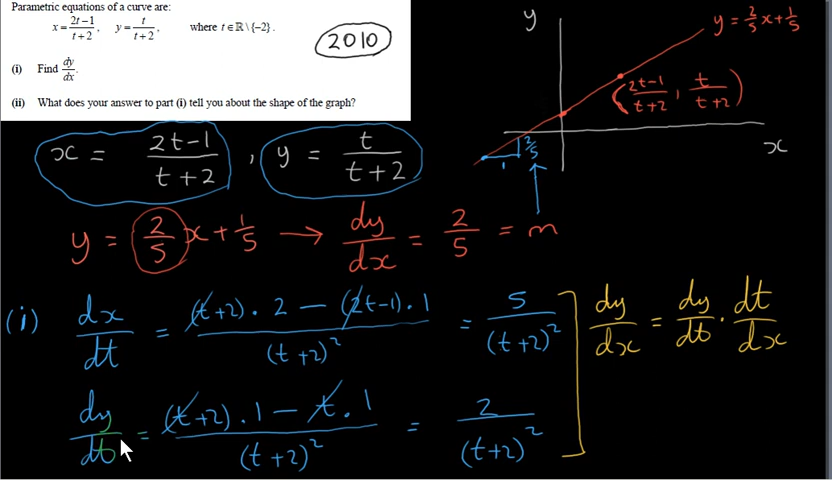 Parametric equations of a curve are:
x = (2t−1)/(t+2), y = t/(t+2), where t ∈ ℝ\{−2}.
(i) Find dy/dx.
(ii) What does your answer to part (i) tell you about the shape of the graph?
2010
y
y = 2/5 x + 1/5
((2t−1)/(t+2), t/(t+2))
x
2/5
1
x = (2t−1)/(t+2) , y = t/(t+2)
y = 2/5 x + 1/5 → dy/dx = 2/5 = m
(i) dx/dt = ((t+2)·2 − (2t−1)·1)/(t+2)² = 5/(t+2)²
dy/dx = dy/dt · dt/dx
dy/dt = ((t+2)·1 − t·1)/(t+2)² = 2/(t+2)²